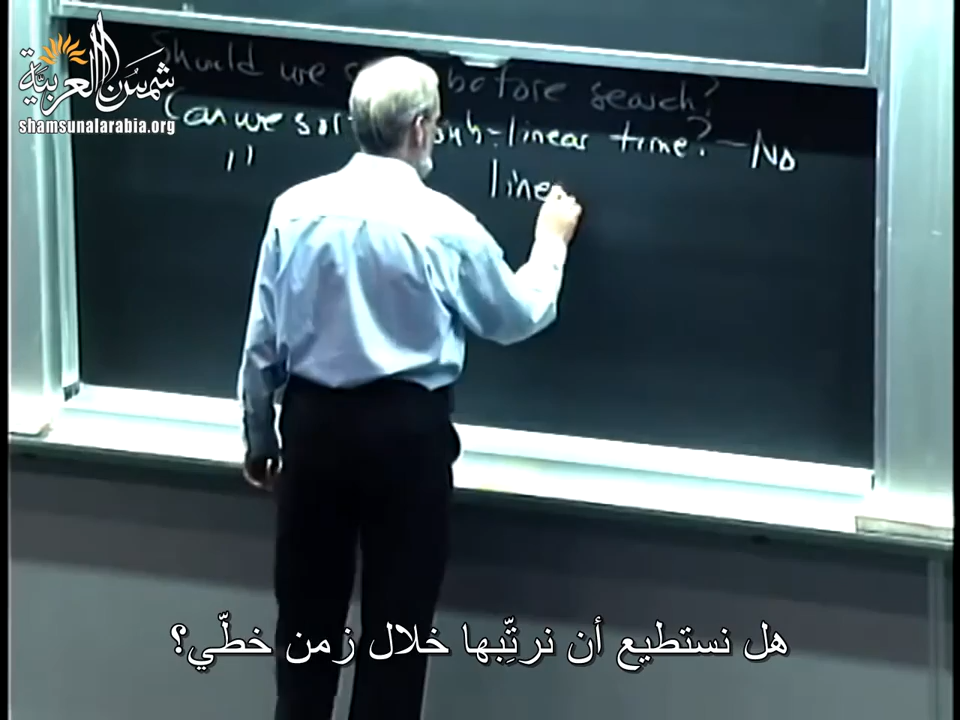 شمس العربية
shamsunalarabia.org
Should we before search?
Can we sort sub-linear time? - No
" line
هل نستطيع أن نرتِّبها خلال زمن خطّي؟